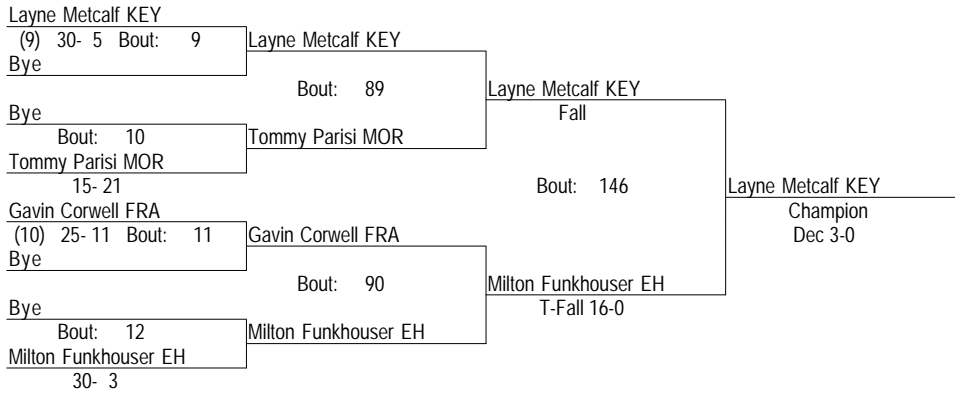 Layne Metcalf KEY
(9) 30- 5 Bout: 9
Layne Metcalf KEY
Bye
Bout: 89
Layne Metcalf KEY
Bye
Fall
Bout: 10
Tommy Parisi MOR
Tommy Parisi MOR
15- 21
Bout: 146
Layne Metcalf KEY
Gavin Corwell FRA
Champion
(10) 25- 11 Bout: 11
Gavin Corwell FRA
Dec 3-0
Bye
Bout: 90
Milton Funkhouser EH
Bye
T-Fall 16-0
Bout: 12
Milton Funkhouser EH
Milton Funkhouser EH
30- 3